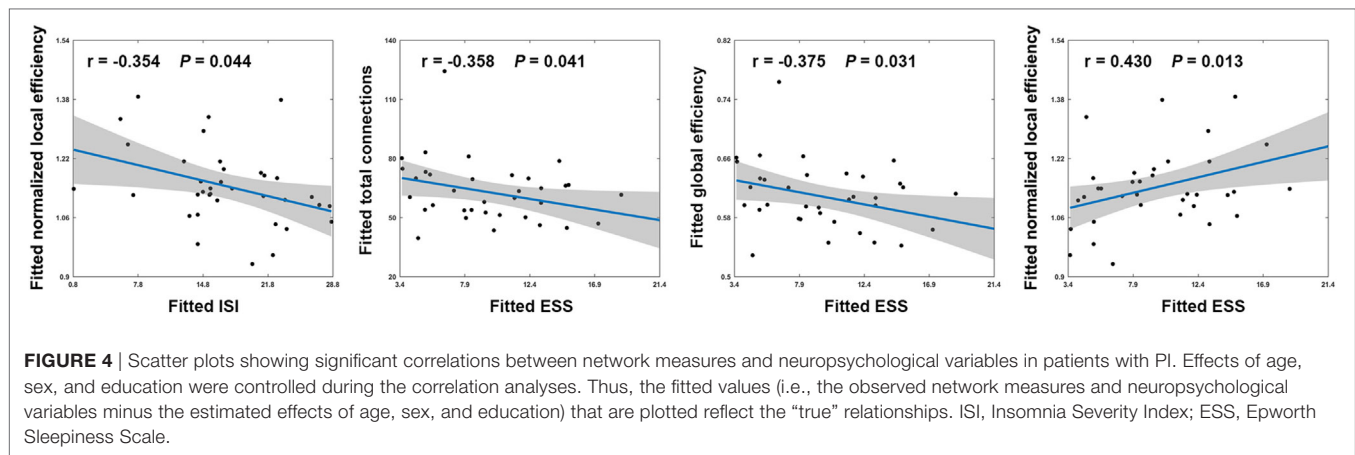 r = -0.354 P = 0.044
Fitted normalized local efficiency
1.54
1.38
1.22
1.06
0.9
0.8 7.8 14.8 21.8 28.8
Fitted ISI
r = -0.358 P = 0.041
Fitted total connections
140
110
80
50
20
3.4 7.9 12.4 16.9 21.4
Fitted ESS
r = -0.375 P = 0.031
Fitted global efficiency
0.82
0.74
0.66
0.58
0.5
3.4 7.9 12.4 16.9 21.4
Fitted ESS
r = 0.430 P = 0.013
Fitted normalized local efficiency
1.54
1.38
1.22
1.06
0.9
3.4 7.9 12.4 16.9 21.4
Fitted ESS
FIGURE 4 | Scatter plots showing significant correlations between network measures and neuropsychological variables in patients with PI. Effects of age,
sex, and education were controlled during the correlation analyses. Thus, the fitted values (i.e., the observed network measures and neuropsychological
variables minus the estimated effects of age, sex, and education) that are plotted reflect the “true” relationships. ISI, Insomnia Severity Index; ESS, Epworth
Sleepiness Scale.